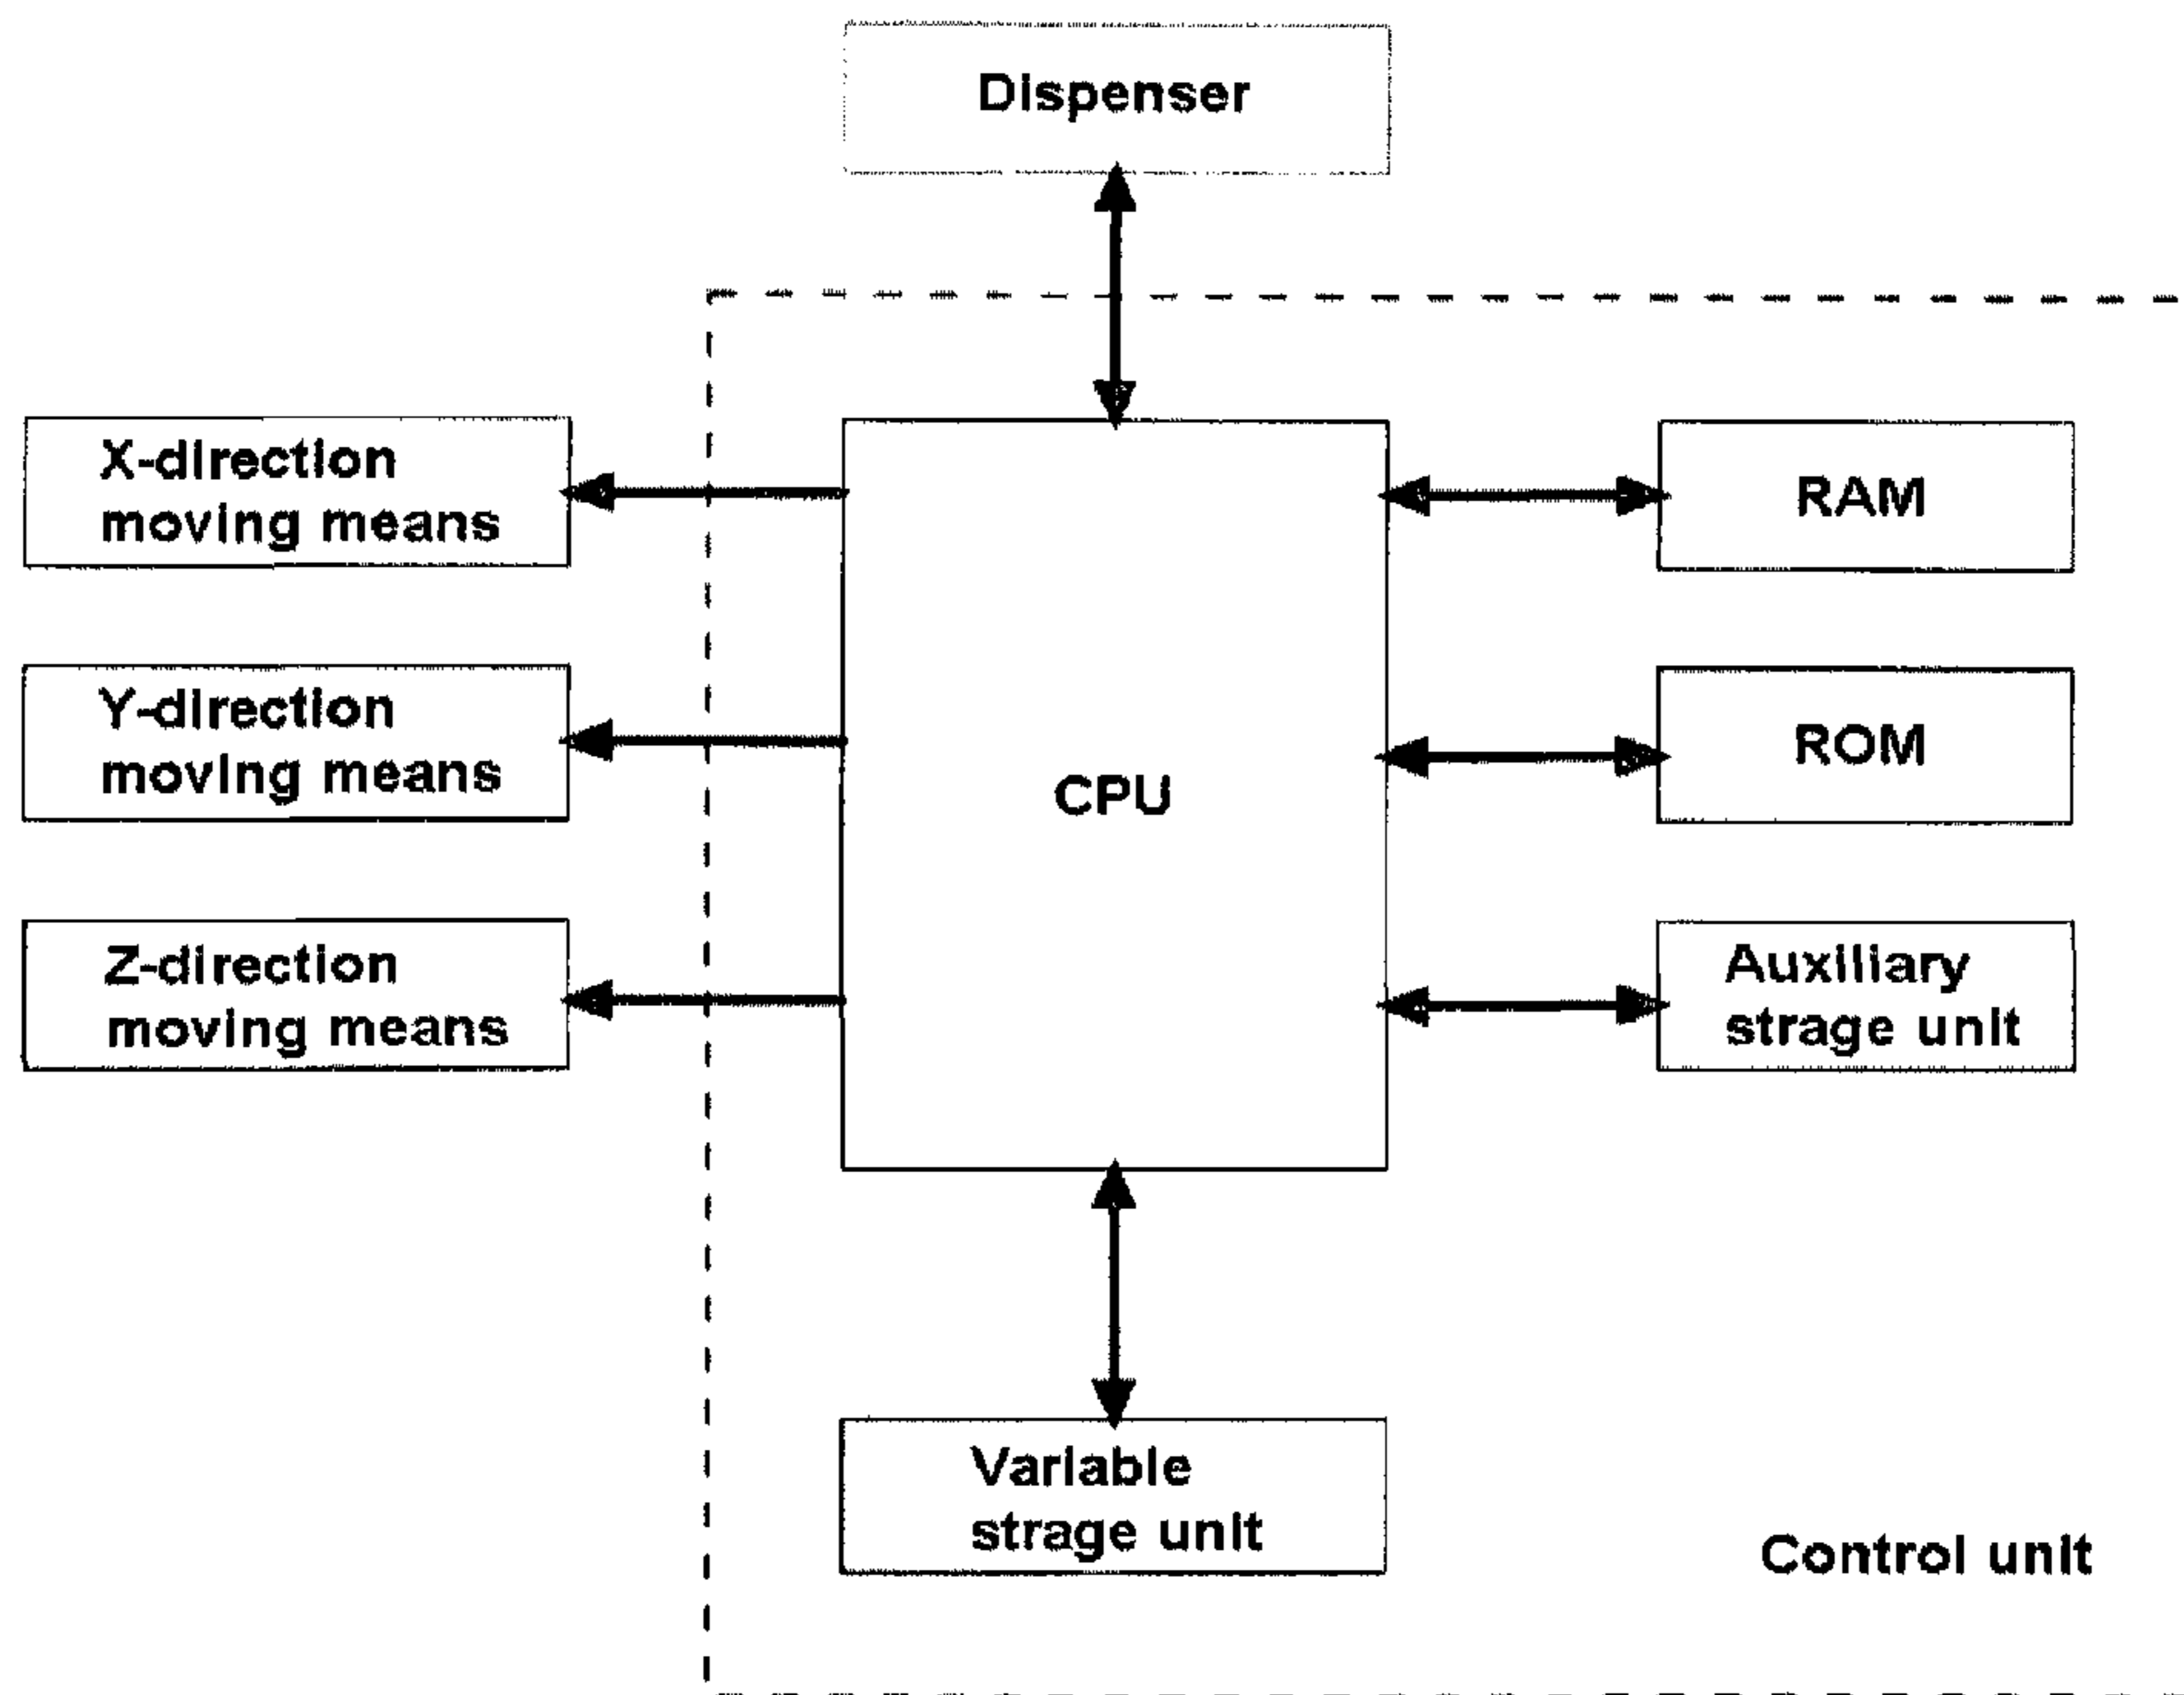 Dispenser
X-direction
moving means
RAM
Y-direction
moving means
ROM
CPU
Z-direction
moving means
Auxiliary
strage unit
Variable
strage unit
Control unit